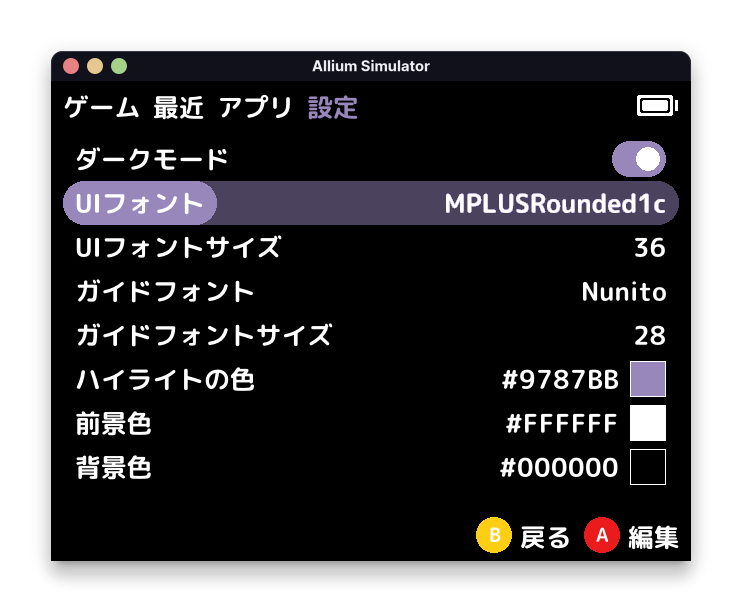 Allium Simulator
ゲーム 最近 アプリ 設定
ダークモード
UIフォント MPLUSRounded1c
UIフォントサイズ 36
ガイドフォント Nunito
ガイドフォントサイズ 28
ハイライトの色 #9787BB
前景色 #FFFFFF
背景色 #000000
B 戻る A 編集